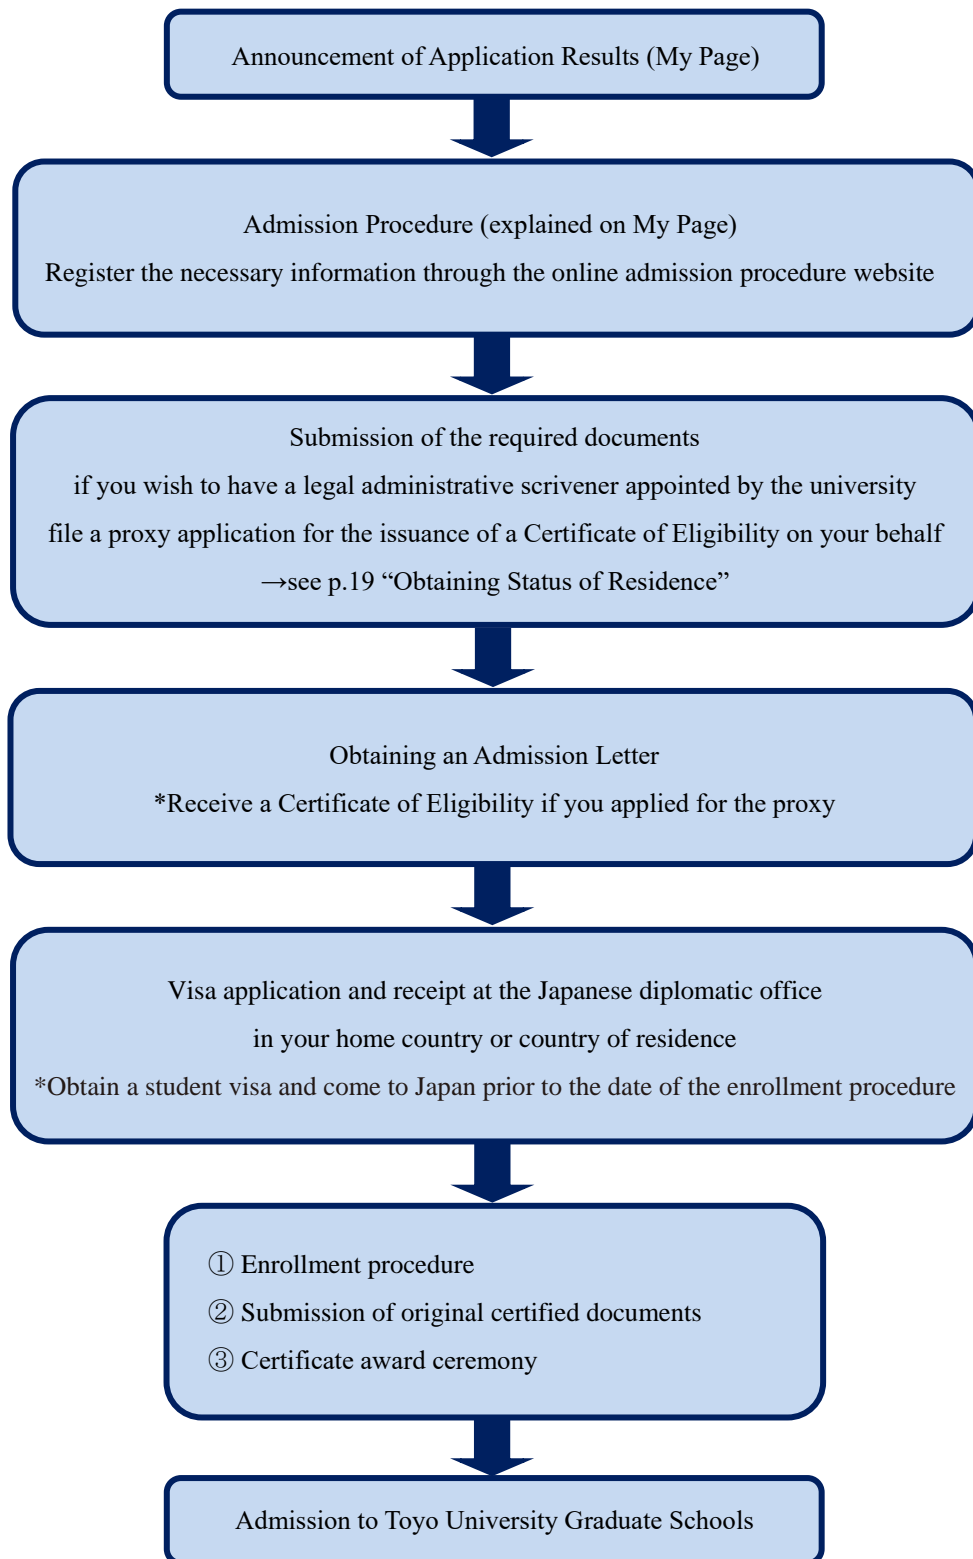 Announcement of Application Results (My Page)
Admission Procedure (explained on My Page)
Register the necessary information through the online admission procedure website
Submission of the required documents
if you wish to have a legal administrative scrivener appointed by the university
file a proxy application for the issuance of a Certificate of Eligibility on your behalf
→see p.19 “Obtaining Status of Residence”
Obtaining an Admission Letter
*Receive a Certificate of Eligibility if you applied for the proxy
Visa application and receipt at the Japanese diplomatic office
in your home country or country of residence
*Obtain a student visa and come to Japan prior to the date of the enrollment procedure
① Enrollment procedure
② Submission of original certified documents
③ Certificate award ceremony
Admission to Toyo University Graduate Schools